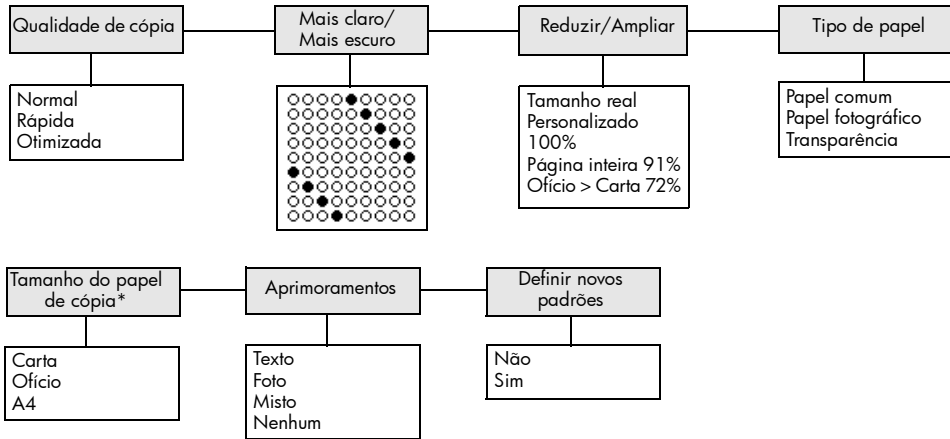 Qualidade de cópia
Normal
Rápida
Otimizada
Mais claro/
Mais escuro
Reduzir/Ampliar
Tamanho real
Personalizado
100%
Página inteira 91%
Ofício > Carta 72%
Tipo de papel
Papel comum
Papel fotográfico
Transparência
Tamanho do papel
de cópia*
Carta
Ofício
A4
Aprimoramentos
Texto
Foto
Misto
Nenhum
Definir novos
padrões
Não
Sim